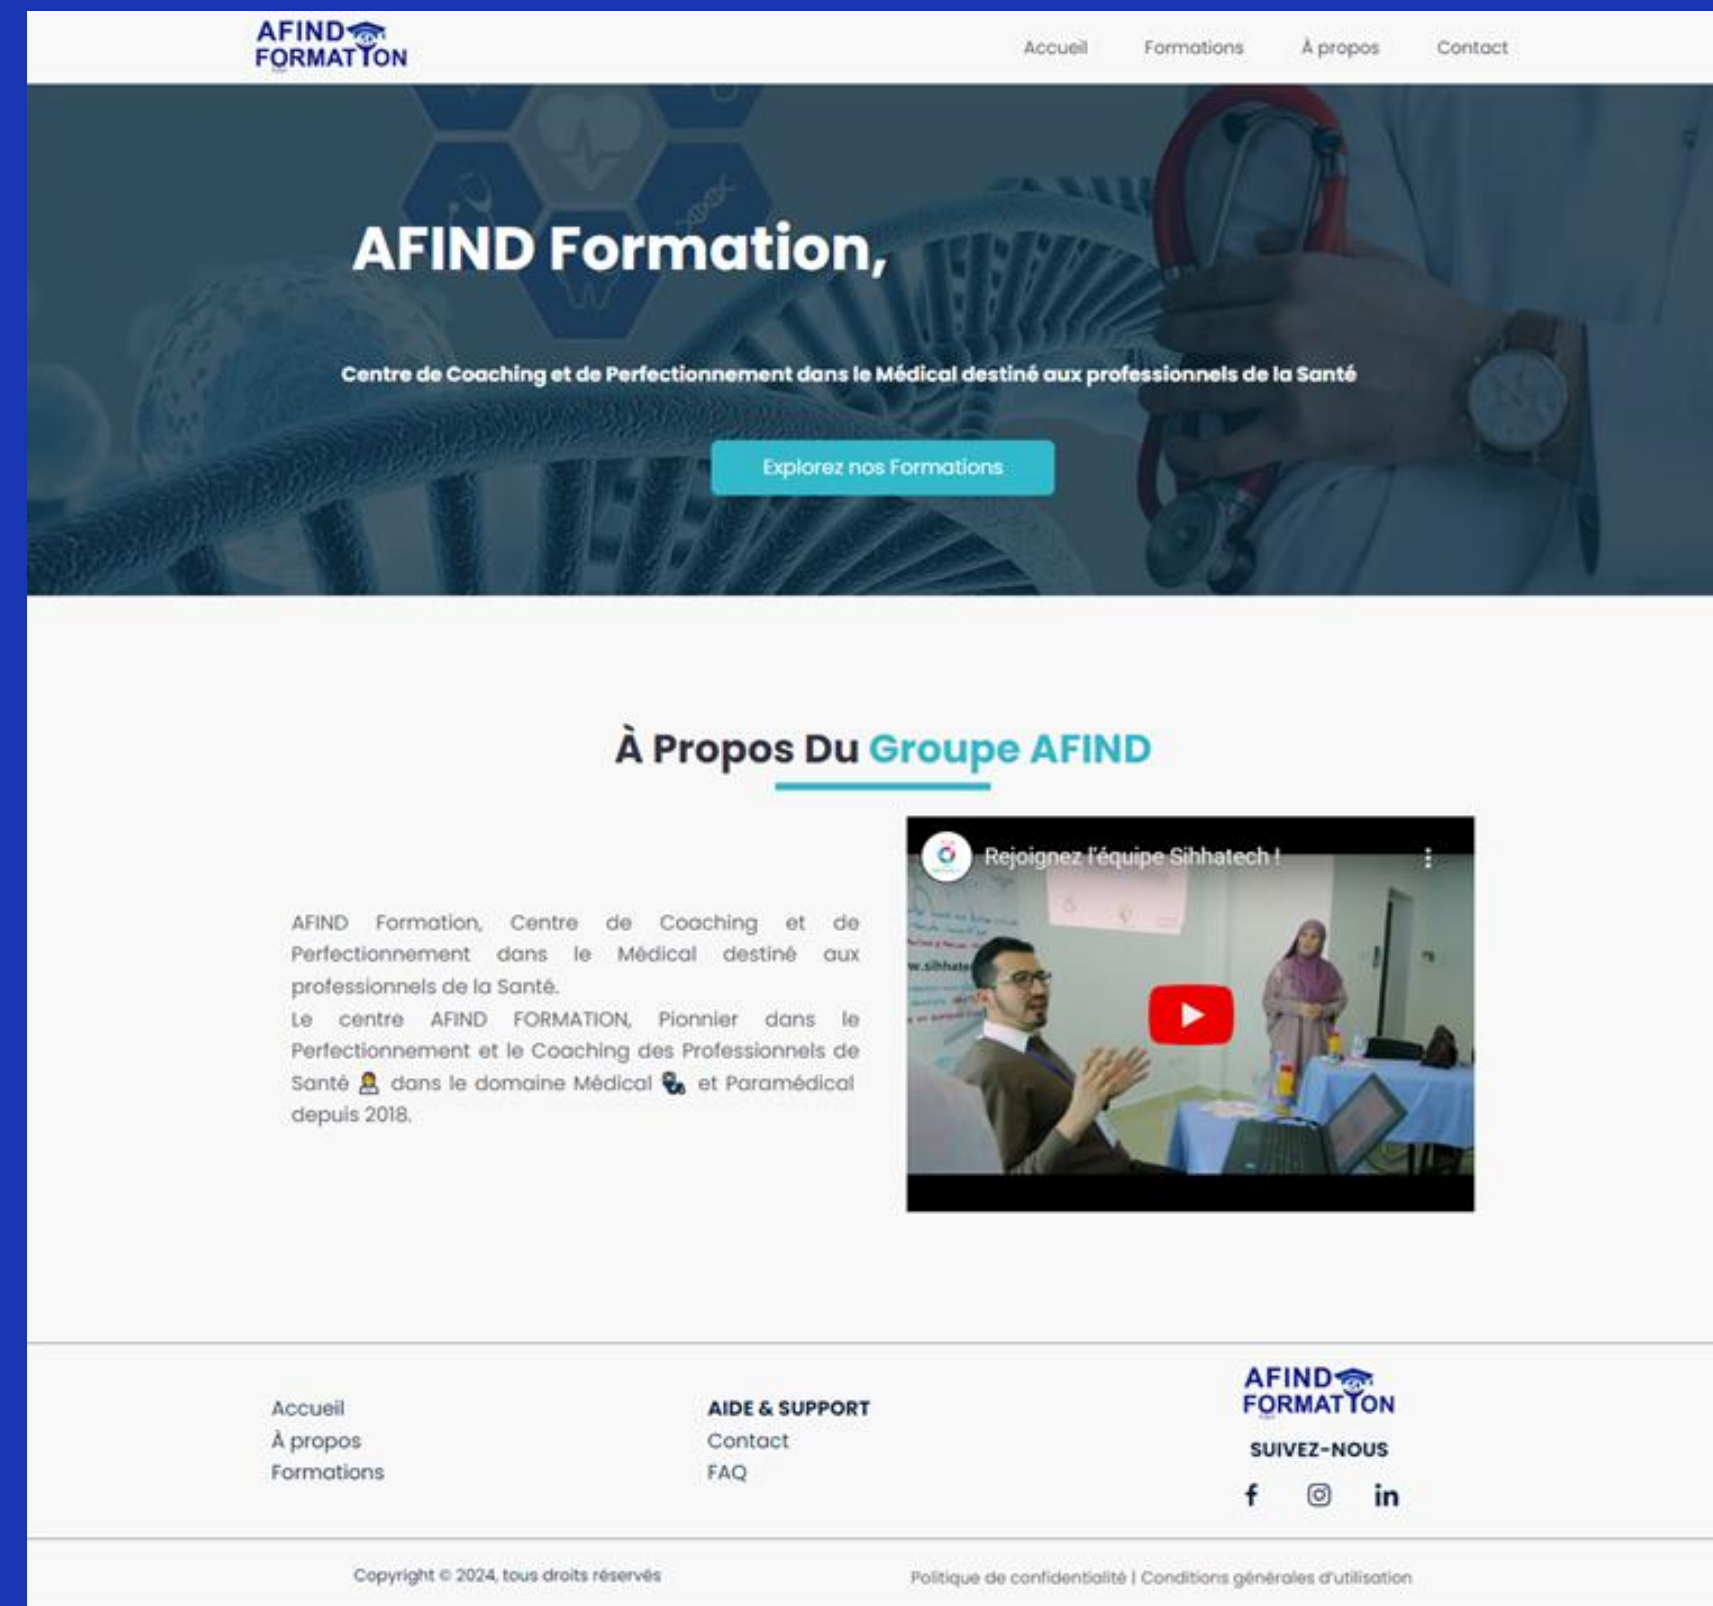 AFIND
FORMATION
Accueil Formations À propos Contact
AFIND Formation,
Centre de Coaching et de Perfectionnement dans le Médical destiné aux professionnels de la Santé
Explorez nos Formations
À Propos Du Groupe AFIND
AFIND Formation, Centre de Coaching et de
Perfectionnement dans le Médical destiné aux
professionnels de la Santé.
Le centre AFIND FORMATION, Pionnier dans le
Perfectionnement et le Coaching des Professionnels de
Santé dans le domaine Médical et Paramédical
depuis 2018.
Rejoignez l'équipe Sihhatech !
w.sihhate
Accueil
À propos
Formations
AIDE & SUPPORT
Contact
FAQ
AFIND
FORMATION
SUIVEZ-NOUS
Copyright © 2024, tous droits réservés
Politique de confidentialité | Conditions générales d'utilisation